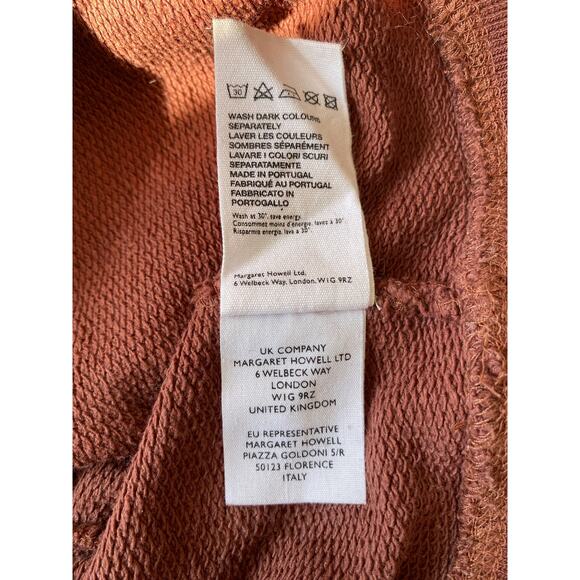 30
WASH DARK COLOURS
SEPARATELY
LAVER LES COULEURS
SOMBRES SÉPARÉMENT
LAVARE I COLORI SCURI
SEPARATAMENTE
MADE IN PORTUGAL
FABRIQUÉ AU PORTUGAL
FABBRICATO IN
PORTOGALLO
Wash at 30°, save energy.
Consommez moins d'energie, lavez à 30°.
Risparmia energia, lava a 30°.
Margaret Howell Ltd.
6 Welbeck Way, London. W1G 9RZ
UK COMPANY
MARGARET HOWELL LTD
6 WELBECK WAY
LONDON
W1G 9RZ
UNITED KINGDOM
EU REPRESENTATIVE
MARGARET HOWELL
PIAZZA GOLDONI 5/R
50123 FLORENCE
ITALY